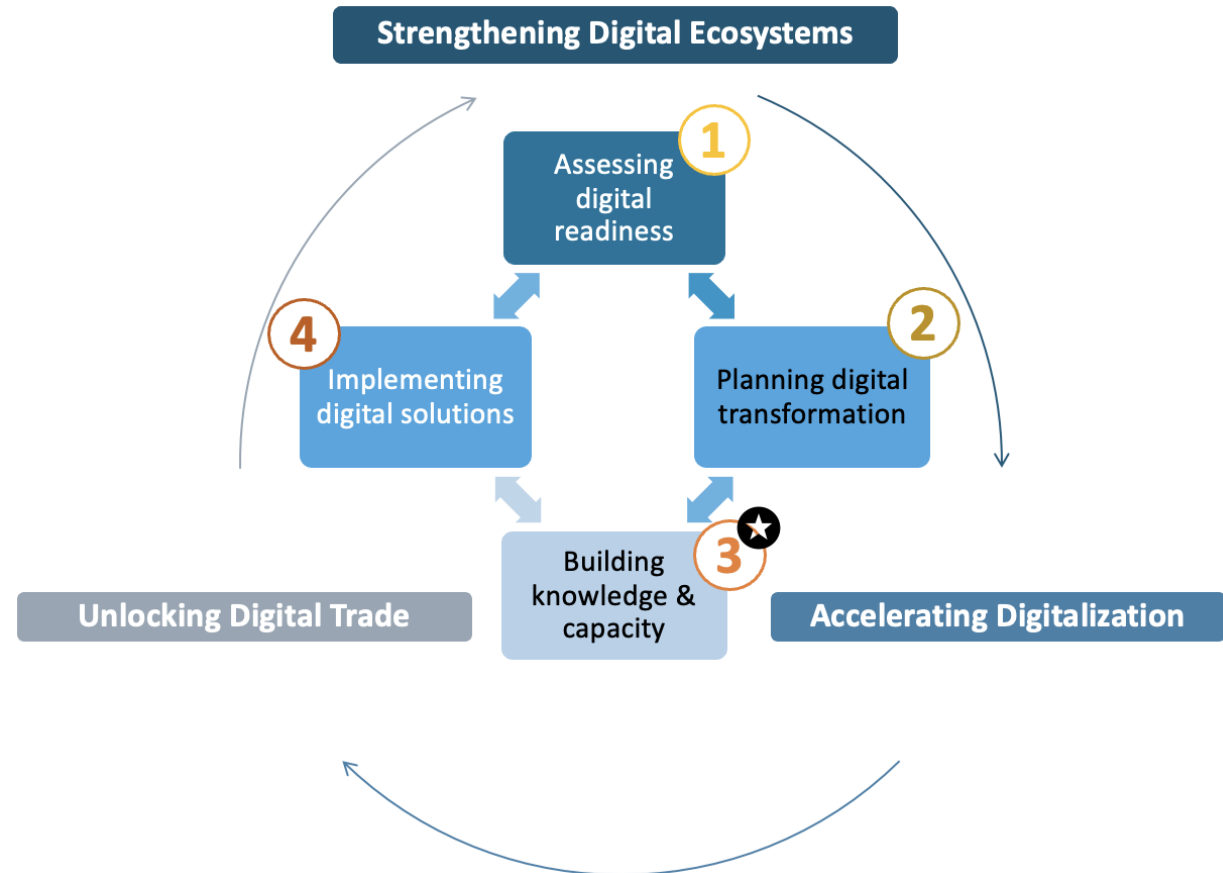 Strengthening Digital Ecosystems
1
Assessing
digital
readiness
4
Implementing
digital solutions
2
Planning digital
transformation
3
Building
knowledge &
capacity
Unlocking Digital Trade
Accelerating Digitalization